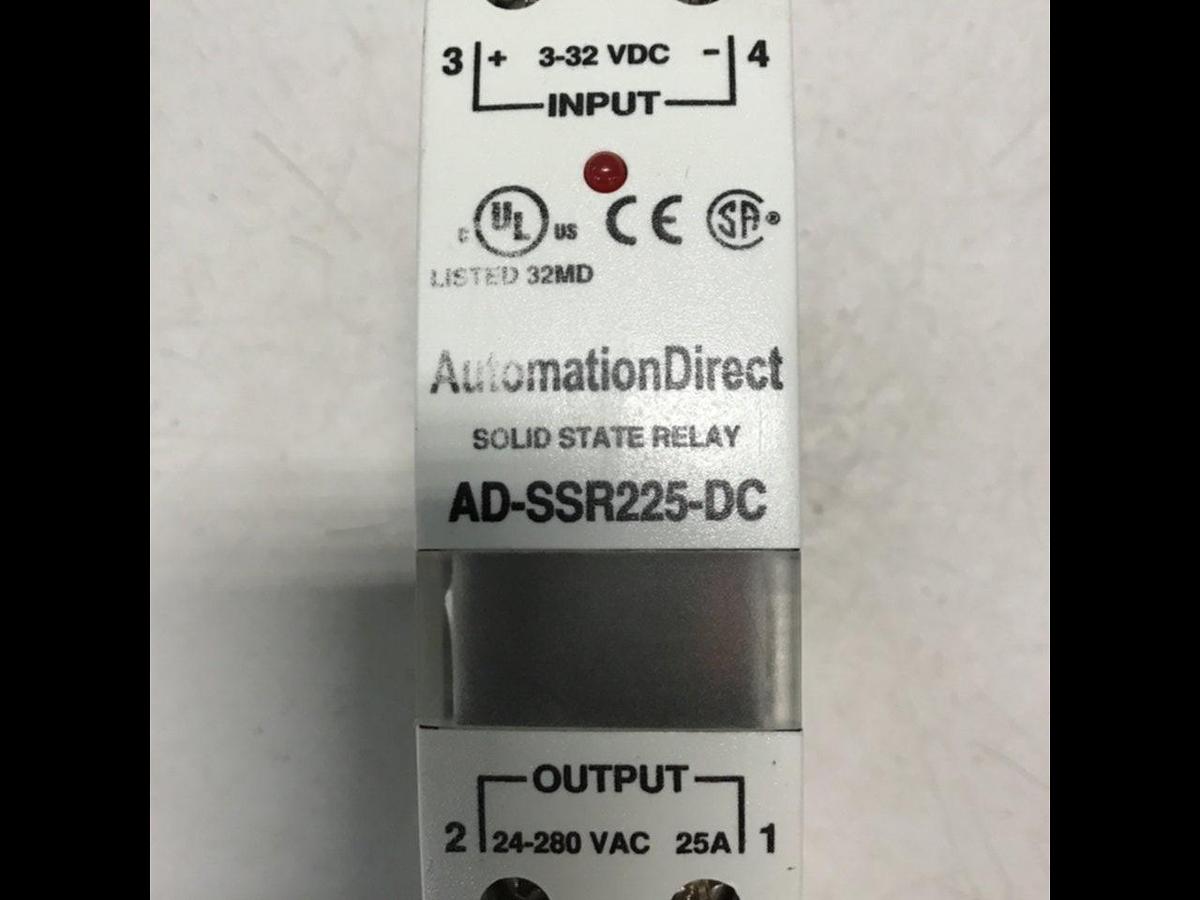 3 + 3-32 VDC - 4
INPUT
c UL US CE SA®
LISTED 32MD
AutomationDirect
SOLID STATE RELAY
AD-SSR225-DC
OUTPUT
2 24-280 VAC 25A 1